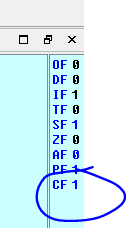 OF 0
DF 0
IF 1
TF 0
SF 1
ZF 0
AF 0
PF 1
CF 1